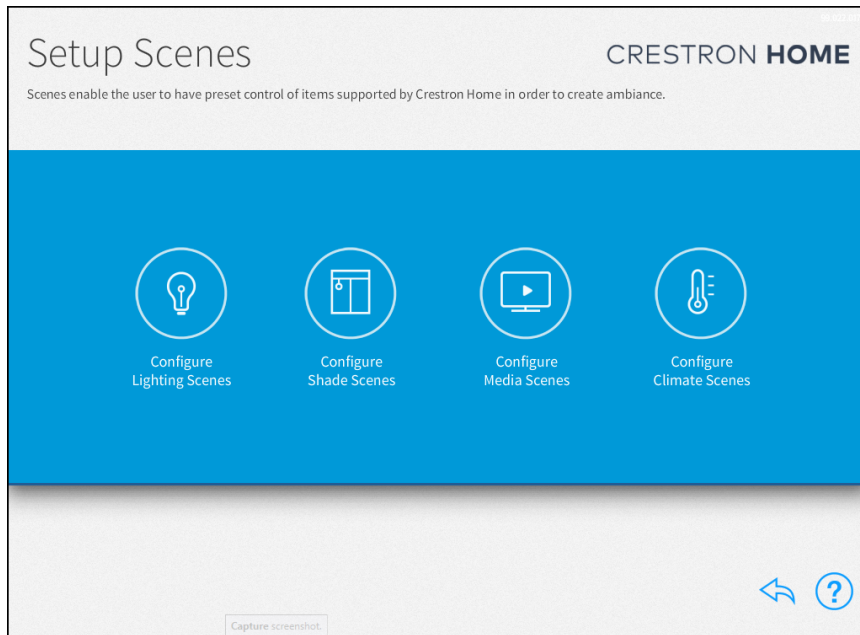 Setup Scenes
CRESTRON HOME
Scenes enable the user to have preset control of items supported by Crestron Home in order to create ambiance.
Configure
Lighting Scenes
Configure
Shade Scenes
Configure
Media Scenes
Configure
Climate Scenes
?
Capture screenshot.